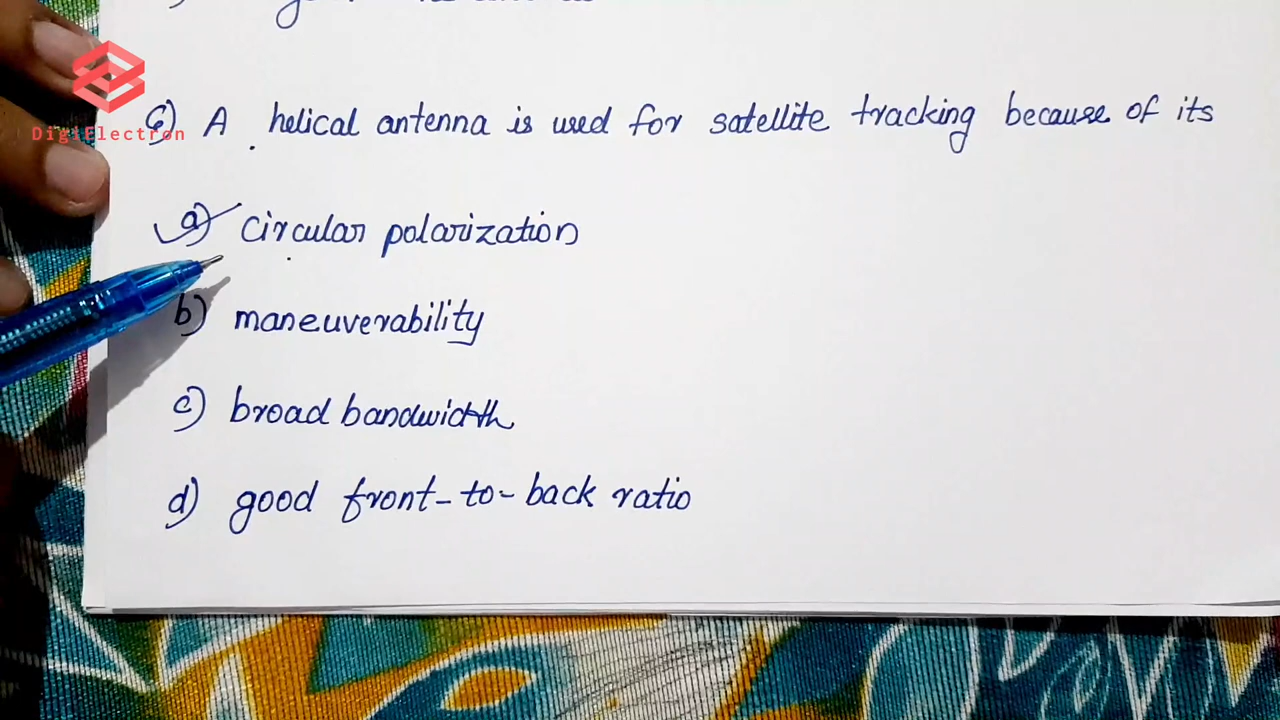 6) A helical antenna is used for satellite tracking because of its
DigiElectron
a) circular polarization
b) maneuverability
c) broad bandwidth
d) good front-to-back ratio